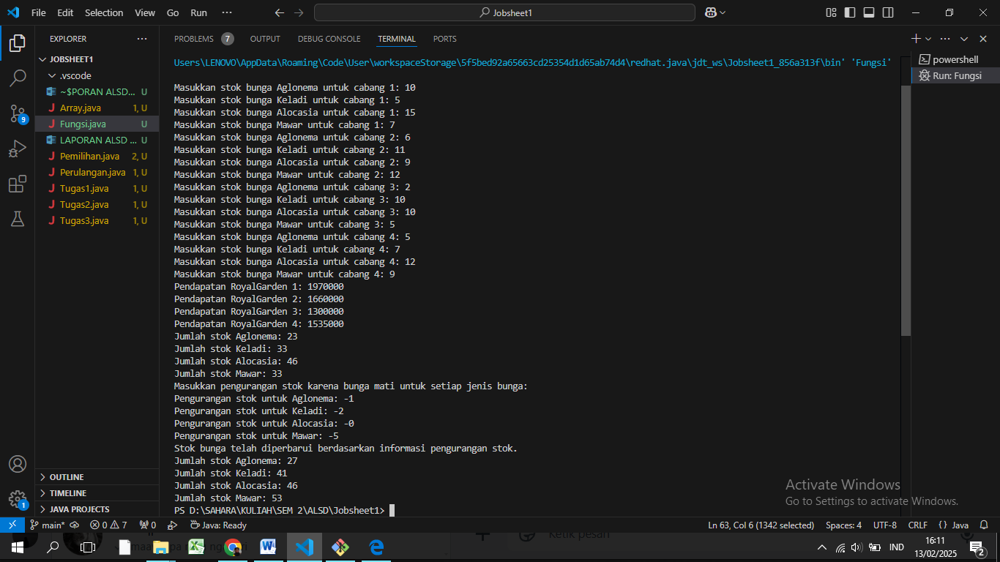 File Edit Selection View Go Run ··· Jobsheet1
EXPLORER ···
JOBSHEET1
.vscode
~$PORAN ALSD... U
Array.java 1, U
Fungsi.java U
LAPORAN ALSD ... U
Pemilihan.java 2, U
Perulangan.java 1, U
Tugas1.java 1, U
Tugas2.java 1, U
Tugas3.java 1, U
OUTLINE
TIMELINE
JAVA PROJECTS
9
1
PROBLEMS 7 OUTPUT DEBUG CONSOLE TERMINAL PORTS
powershell
Run: Fungsi
Users\LENOVO\AppData\Roaming\Code\User\workspaceStorage\5f5bed92a65663cd25354d1d65ab74d4\redhat.java\jdt_ws\Jobsheet1_856a313f\bin' 'Fungsi'
Masukkan stok bunga Aglonema untuk cabang 1: 10
Masukkan stok bunga Keladi untuk cabang 1: 5
Masukkan stok bunga Alocasia untuk cabang 1: 15
Masukkan stok bunga Mawar untuk cabang 1: 7
Masukkan stok bunga Aglonema untuk cabang 2: 6
Masukkan stok bunga Keladi untuk cabang 2: 11
Masukkan stok bunga Alocasia untuk cabang 2: 9
Masukkan stok bunga Mawar untuk cabang 2: 12
Masukkan stok bunga Aglonema untuk cabang 3: 2
Masukkan stok bunga Keladi untuk cabang 3: 10
Masukkan stok bunga Alocasia untuk cabang 3: 10
Masukkan stok bunga Mawar untuk cabang 3: 5
Masukkan stok bunga Aglonema untuk cabang 4: 5
Masukkan stok bunga Keladi untuk cabang 4: 7
Masukkan stok bunga Alocasia untuk cabang 4: 12
Masukkan stok bunga Mawar untuk cabang 4: 9
Pendapatan RoyalGarden 1: 1970000
Pendapatan RoyalGarden 2: 1660000
Pendapatan RoyalGarden 3: 1300000
Pendapatan RoyalGarden 4: 1535000
Jumlah stok Aglonema: 23
Jumlah stok Keladi: 33
Jumlah stok Alocasia: 46
Jumlah stok Mawar: 33
Masukkan pengurangan stok karena bunga mati untuk setiap jenis bunga:
Pengurangan stok untuk Aglonema: -1
Pengurangan stok untuk Keladi: -2
Pengurangan stok untuk Alocasia: -0
Pengurangan stok untuk Mawar: -5
Stok bunga telah diperbarui berdasarkan informasi pengurangan stok.
Jumlah stok Aglonema: 27
Jumlah stok Keladi: 41
Jumlah stok Alocasia: 46
Jumlah stok Mawar: 53
PS D:\SAHARA\KULIAH\SEM 2\ALSD\Jobsheet1>
Activate Windows
Go to Settings to activate Windows.
main* 0 7 0 Java: Ready Ln 63, Col 6 (1342 selected) Spaces: 4 UTF-8 CRLF {} Java
Ketik pesan
IND 16:11
13/02/2025 2